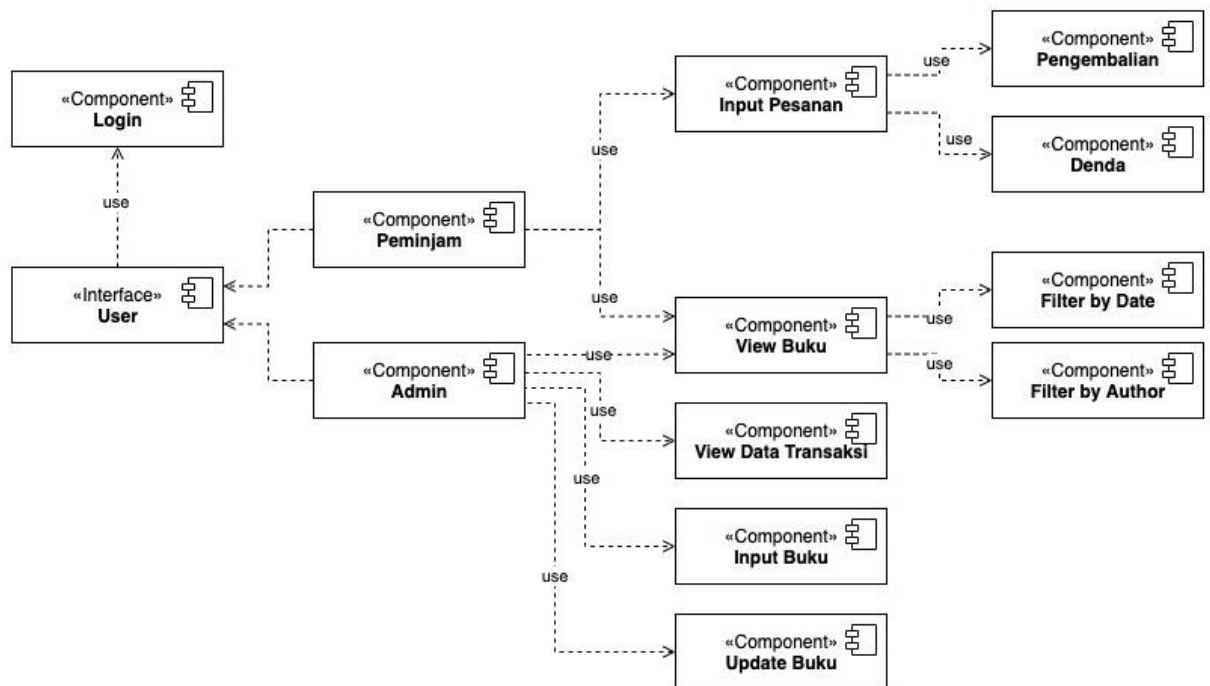 «Component»
Login
use
«Interface»
User
«Component»
Peminjam
«Component»
Admin
use
use
use
use
use
use
«Component»
Input Pesanan
«Component»
View Buku
«Component»
View Data Transaksi
«Component»
Input Buku
«Component»
Update Buku
use
use
use
use
«Component»
Pengembalian
«Component»
Denda
«Component»
Filter by Date
«Component»
Filter by Author